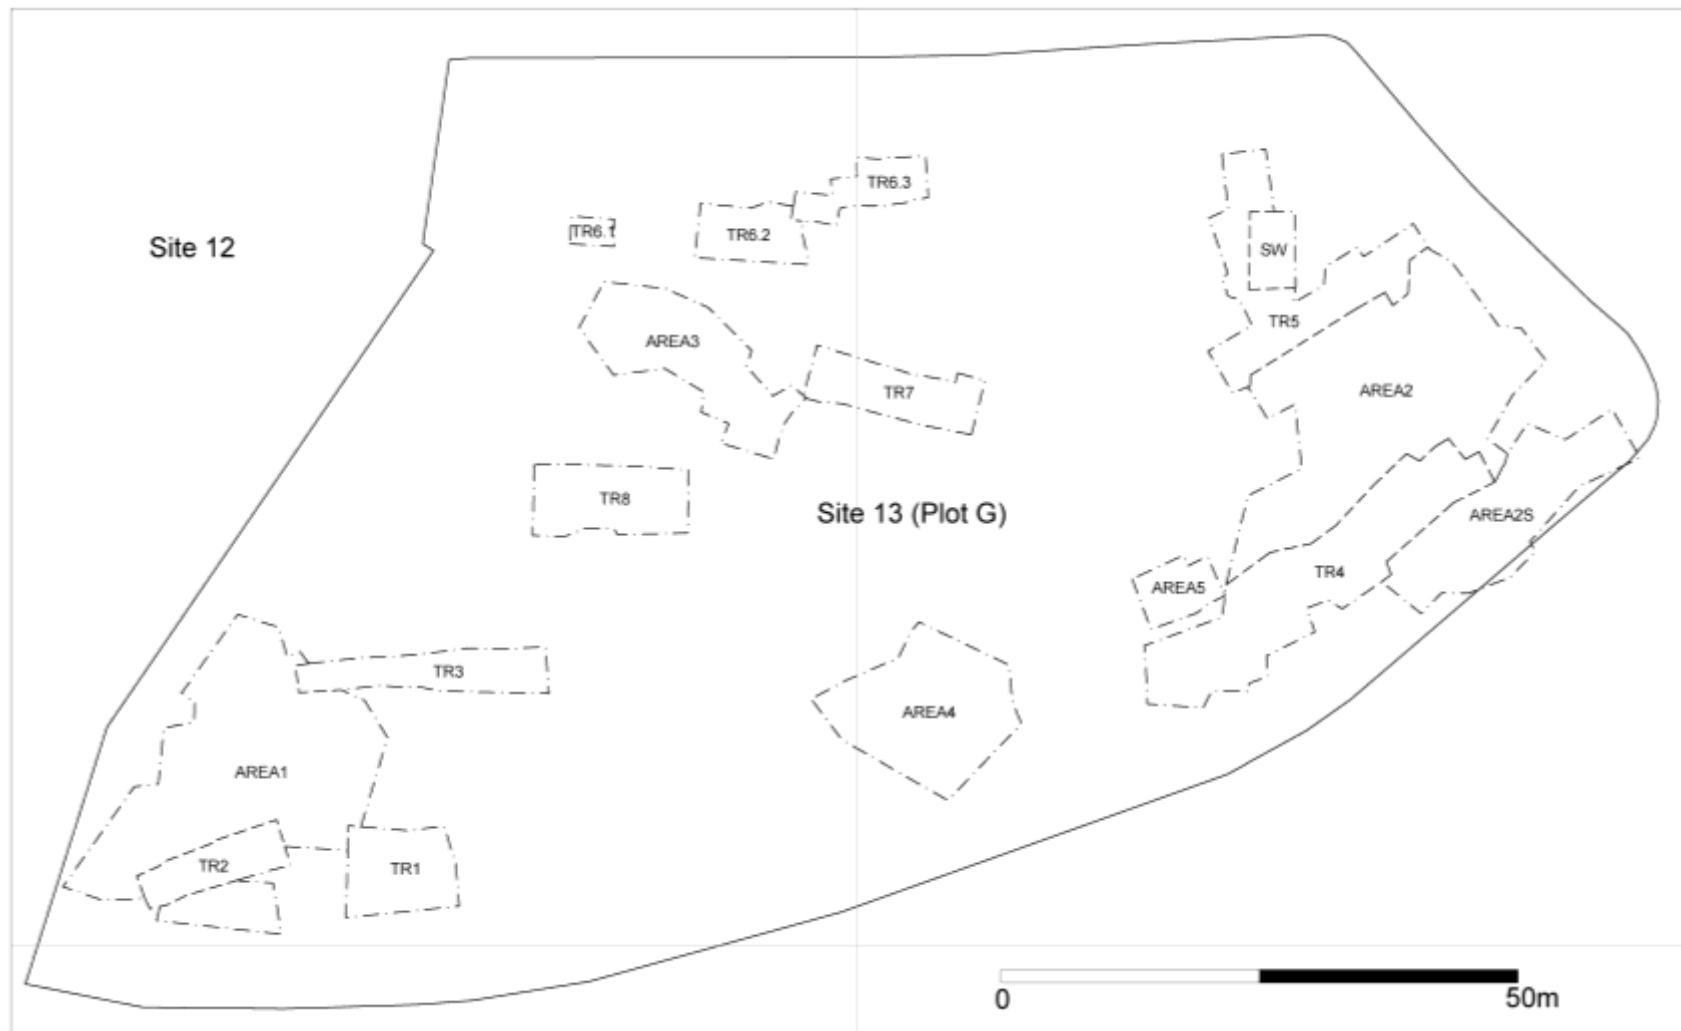 TR6.3
TR6.1
TR6.2
Site 12
SW
TR5
AREA3
TR7
AREA2
TR8
Site 13 (Plot G)
AREA2S
TR4
AREA5
TR3
AREA4
AREA1
TR2
TR1
0
50m